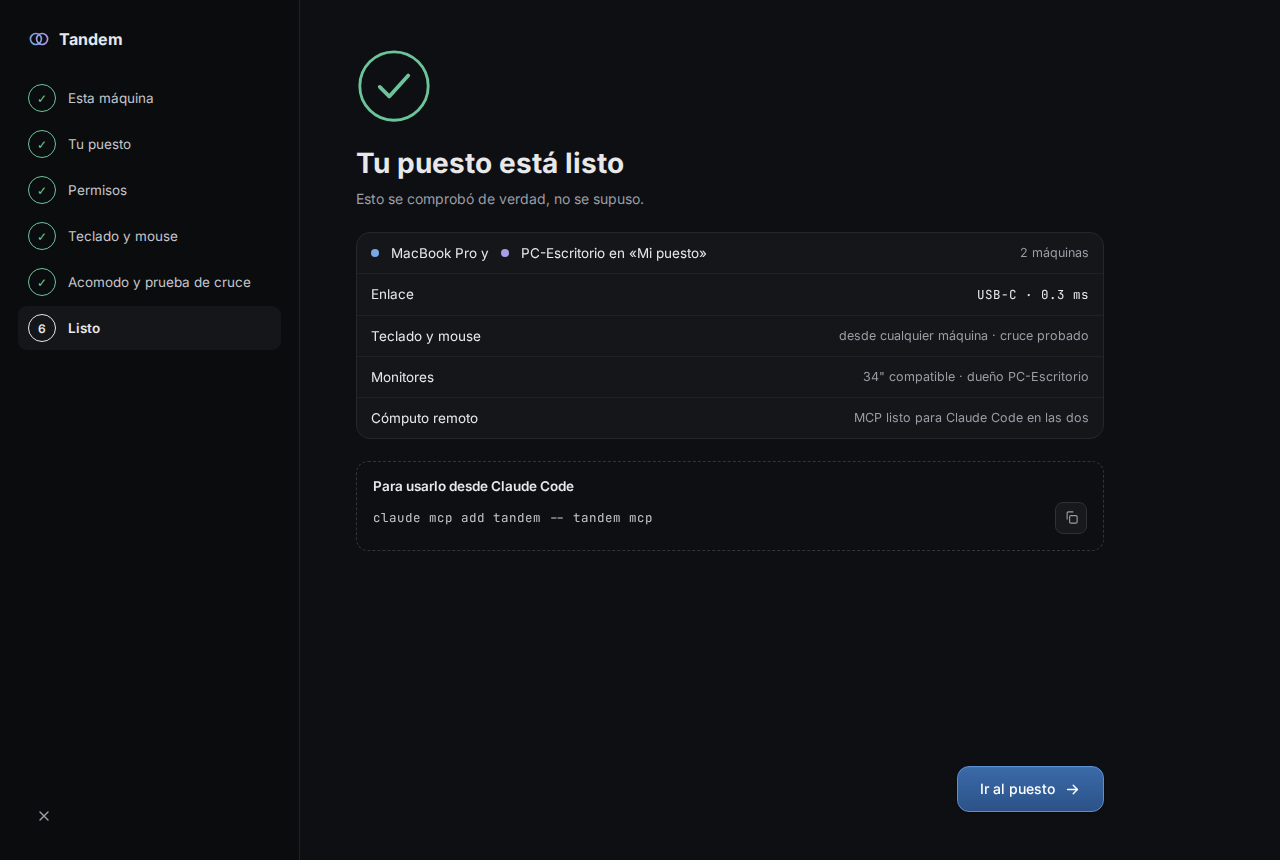 Tandem
✓ Esta máquina
✓ Tu puesto
✓ Permisos
✓ Teclado y mouse
✓ Acomodo y prueba de cruce
6 Listo
Tu puesto está listo
Esto se comprobó de verdad, no se supuso.
MacBook Pro y PC-Escritorio en «Mi puesto» 2 máquinas
Enlace USB-C · 0.3 ms
Teclado y mouse desde cualquier máquina · cruce probado
Monitores 34" compatible · dueño PC-Escritorio
Cómputo remoto MCP listo para Claude Code en las dos
Para usarlo desde Claude Code
claude mcp add tandem -- tandem mcp
Ir al puesto →